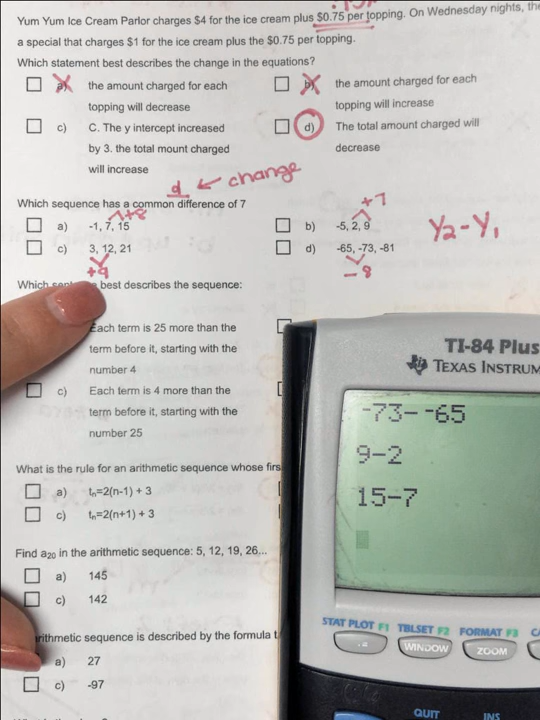 Yum Yum Ice Cream Parlor charges $4 for the ice cream plus $0.75 per topping. On Wednesday nights,
a special that charges $1 for the ice cream plus the $0.75 per topping.
Which statement best describes the change in the equations?
a) the amount charged for each
topping will decrease
b) the amount charged for each
topping will increase
c) C. The y intercept increased
by 3. the total mount charged
will increase
d) The total amount charged will
decrease
d ← change
Which sequence has a common difference of 7
+8
a) -1, 7, 15
+7
b) -5, 2, 9
c) 3, 12, 21
+9
d) -65, -73, -81
-8
Y2-Y1
Which best describes the sequence:
Each term is 25 more than the
term before it, starting with the
number 4
c) Each term is 4 more than the
term before it, starting with the
number 25
What is the rule for an arithmetic sequence whose
a) tn=2(n-1) + 3
c) tn=2(n+1) + 3
Find a20 in the arithmetic sequence: 5, 12, 19, 26...
a) 145
c) 142
arithmetic sequence is described by the formula
a) 27
c) -97
TI-84 Plus
TEXAS
-73--65
9-2
15-7
STAT PLOT F1 TBLSET F2 FORMAT F3
WINDOW ZOOM
QUIT INS